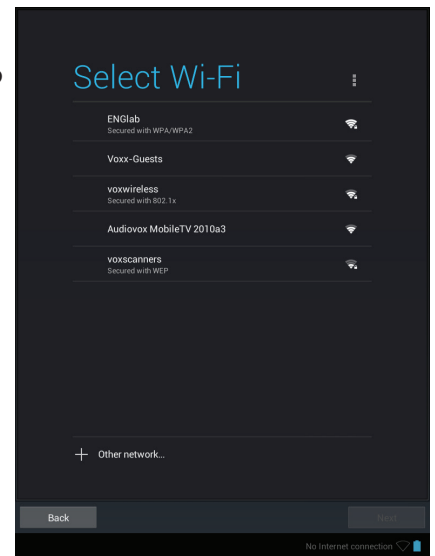 Select Wi-Fi
ENGlab
Secured with WPA/WPA2
Voxx-Guests
voxwireless
Secured with 802.1x
Audiovox MobileTV 2010a3
voxscanners
Secured with WEP
Other network...
Back
Next
No Internet connection